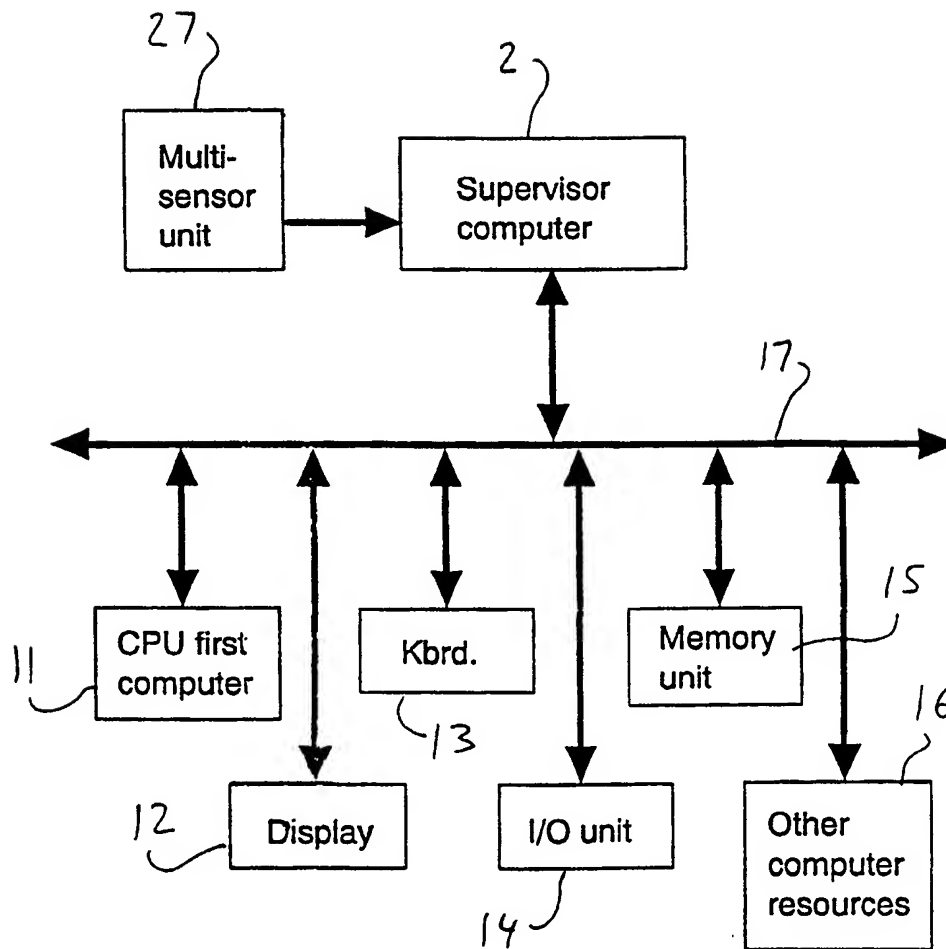 27
2
Multi-
sensor
unit
Supervisor
computer
17
CPU first
computer
11
Kbrd.
13
Memory
unit
15
Display
12
I/O unit
14
Other
computer
resources
16